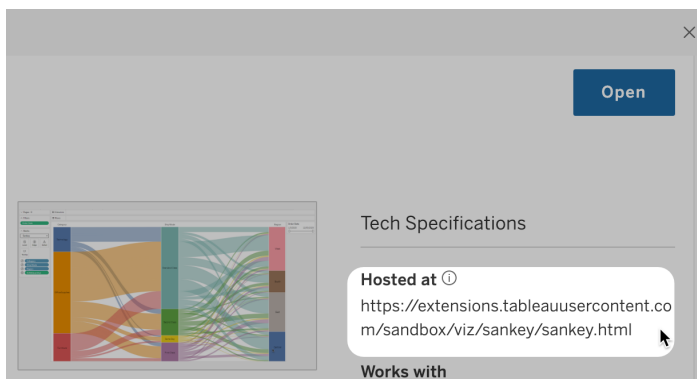 Open
Tech Specifications
Hosted at
https://extensions.tableauusercontent.co
m/sandbox/viz/sankey/sankey.html
Works with